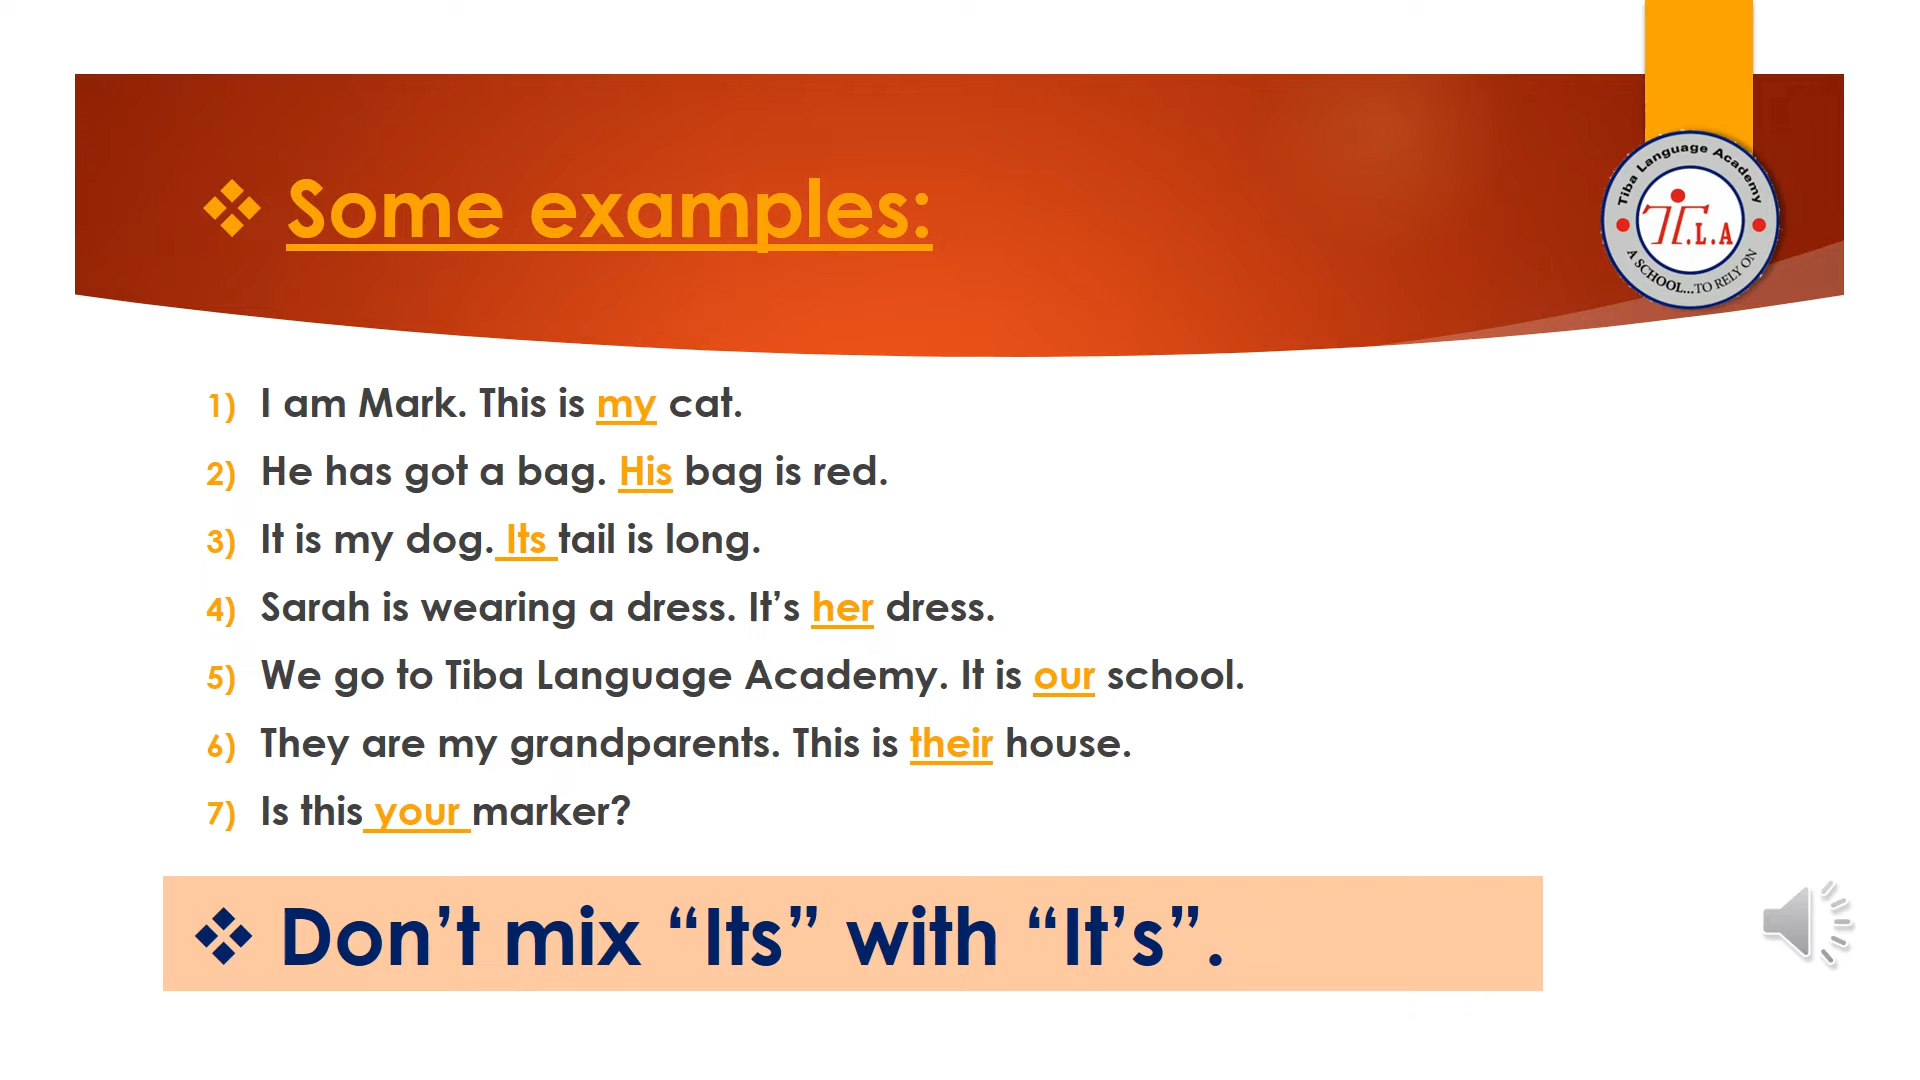 ❖ Some examples:
Tiba Language Academy
T.L.A
A SCHOOL...TO RELY ON
1) I am Mark. This is my cat.
2) He has got a bag. His bag is red.
3) It is my dog. Its tail is long.
4) Sarah is wearing a dress. It’s her dress.
5) We go to Tiba Language Academy. It is our school.
6) They are my grandparents. This is their house.
7) Is this your marker?
❖ Don’t mix “Its” with “It’s”.